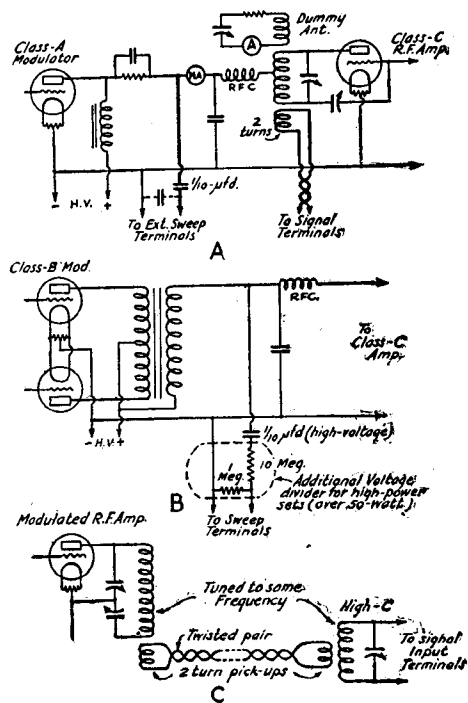 Class-A
Modulator
Dummy
Ant.
A
Class-C
R.F. Amp.
MA
RFC
2
turns
1/10-µfd.
- H.V. +
To Ext. Sweep
Terminals
To Signal
Terminals
A
Class-B Mod.
RFC.
To
Class-C
Amp.
- H.V. +
1/10 µfd (high-voltage)
1
Meg.
10 Meg.
Additional Voltage
divider for high-power
sets (over 50-watt)
B
To Sweep
Terminals
Modulated R.F. Amp.
Tuned to same
Frequency
High-C
Twisted pair
To signal
Input
Terminals
2 turn pick-ups
C